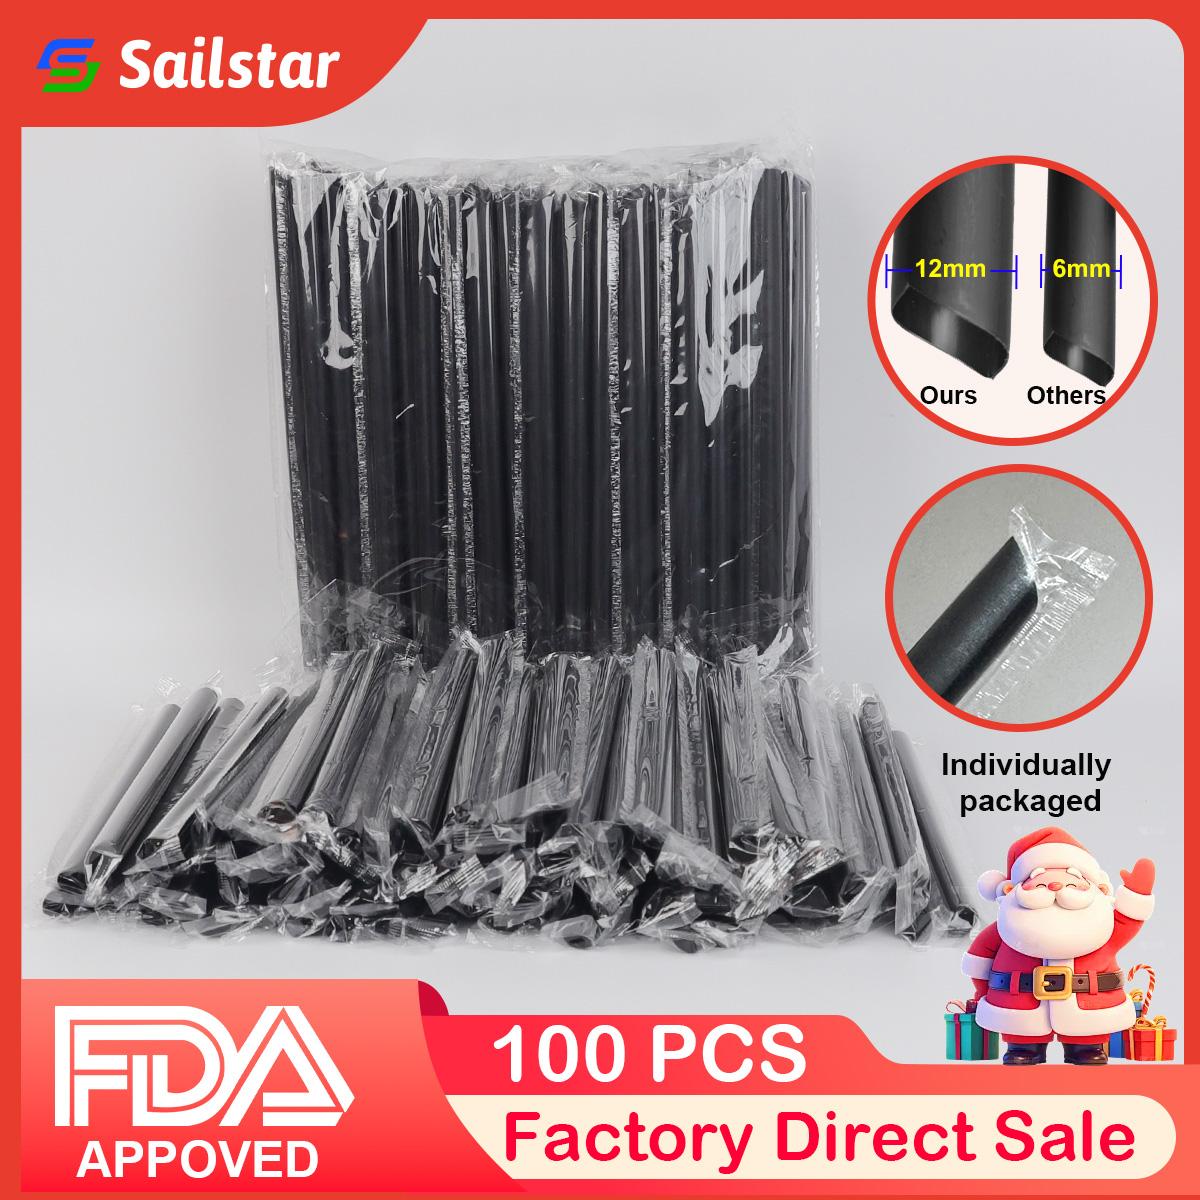 Sailstar
12mm
6mm
Ours
Others
Individually
packaged
FDA
APPOVED
100 PCS
Factory Direct Sale